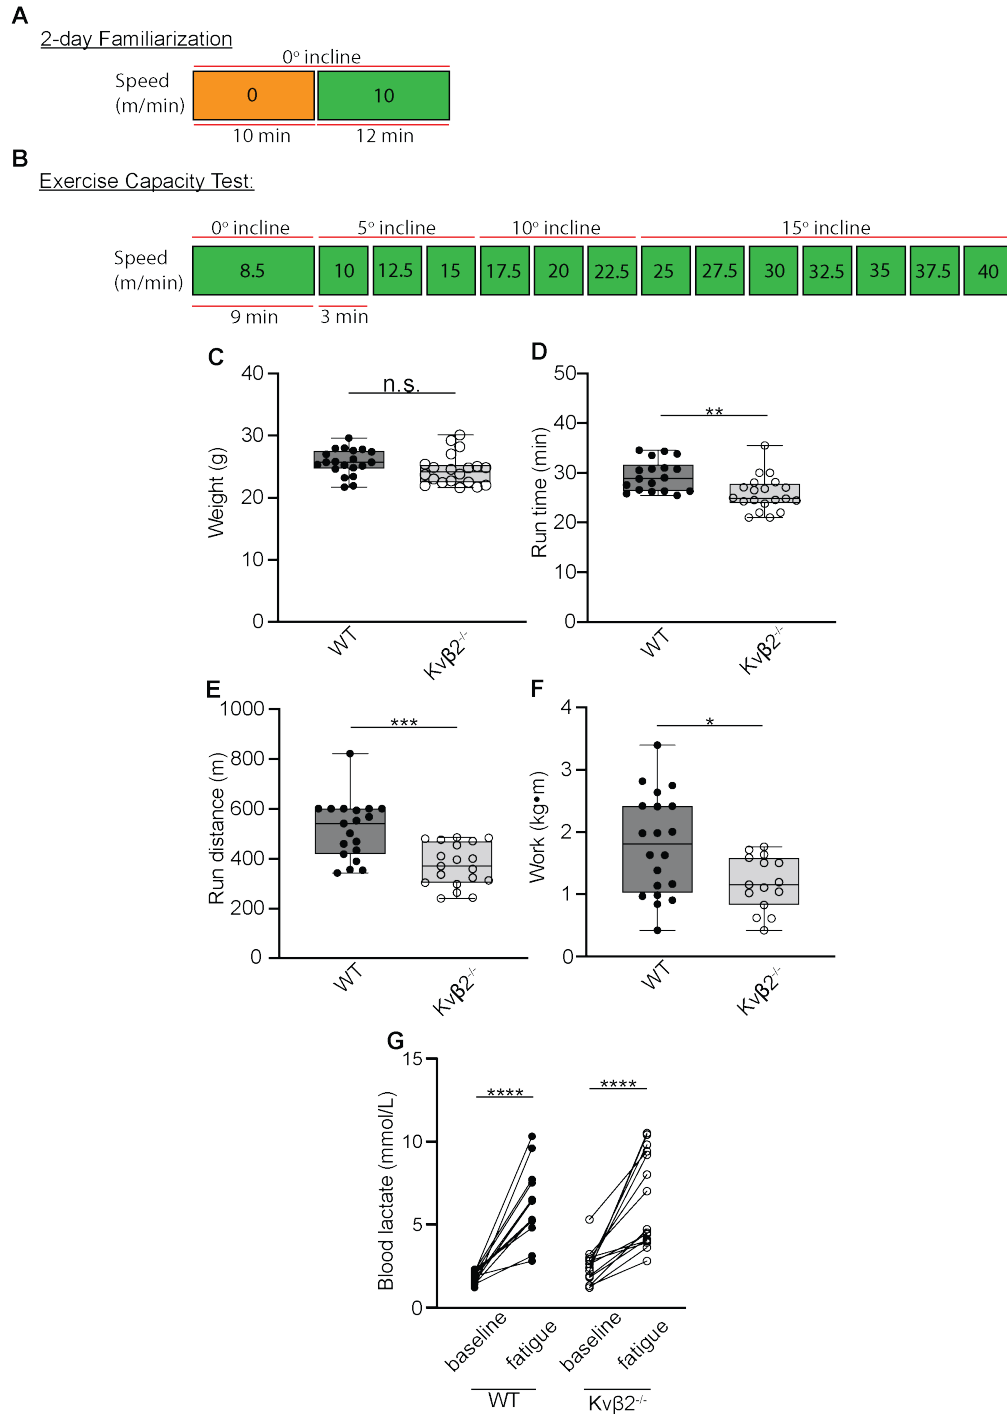 A
2-day Familiarization
0° incline
Speed
(m/min)
0
10
10 min
12 min
B
Exercise Capacity Test:
0° incline
5° incline
10° incline
15° incline
Speed
(m/min)
8.5
10
12.5
15
17.5
20
22.5
25
27.5
30
32.5
35
37.5
40
9 min
3 min
C
Weight (g)
40
30
20
10
0
n.s.
WT
Kvβ2⁻/⁻
D
Run time (min)
50
40
30
20
10
0
**
WT
Kvβ2⁻/⁻
E
Run distance (m)
1000
800
600
400
200
0
***
WT
Kvβ2⁻/⁻
F
Work (kg•m)
4
3
2
1
0
*
WT
Kvβ2⁻/⁻
G
Blood lactate (mmol/L)
15
10
5
0
****
****
baseline
fatigue
baseline
fatigue
WT
Kvβ2⁻/⁻